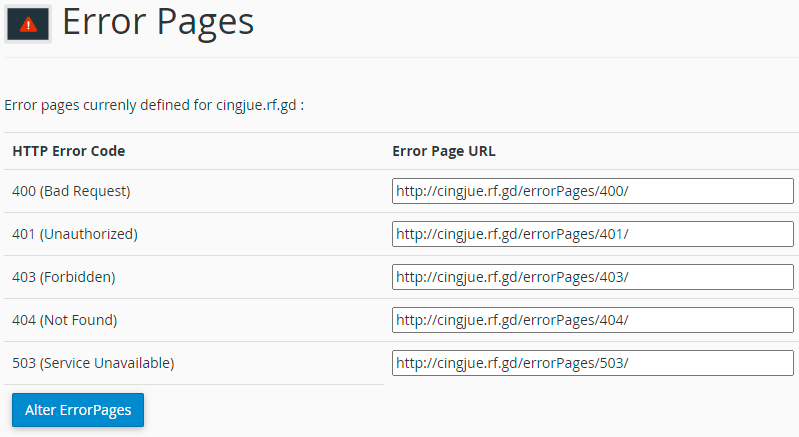 Error Pages
Error pages currenly defined for cingjue.rf.gd :
HTTP Error Code Error Page URL
400 (Bad Request) http://cingjue.rf.gd/errorPages/400/
401 (Unauthorized) http://cingjue.rf.gd/errorPages/401/
403 (Forbidden) http://cingjue.rf.gd/errorPages/403/
404 (Not Found) http://cingjue.rf.gd/errorPages/404/
503 (Service Unavailable) http://cingjue.rf.gd/errorPages/503/
Alter ErrorPages